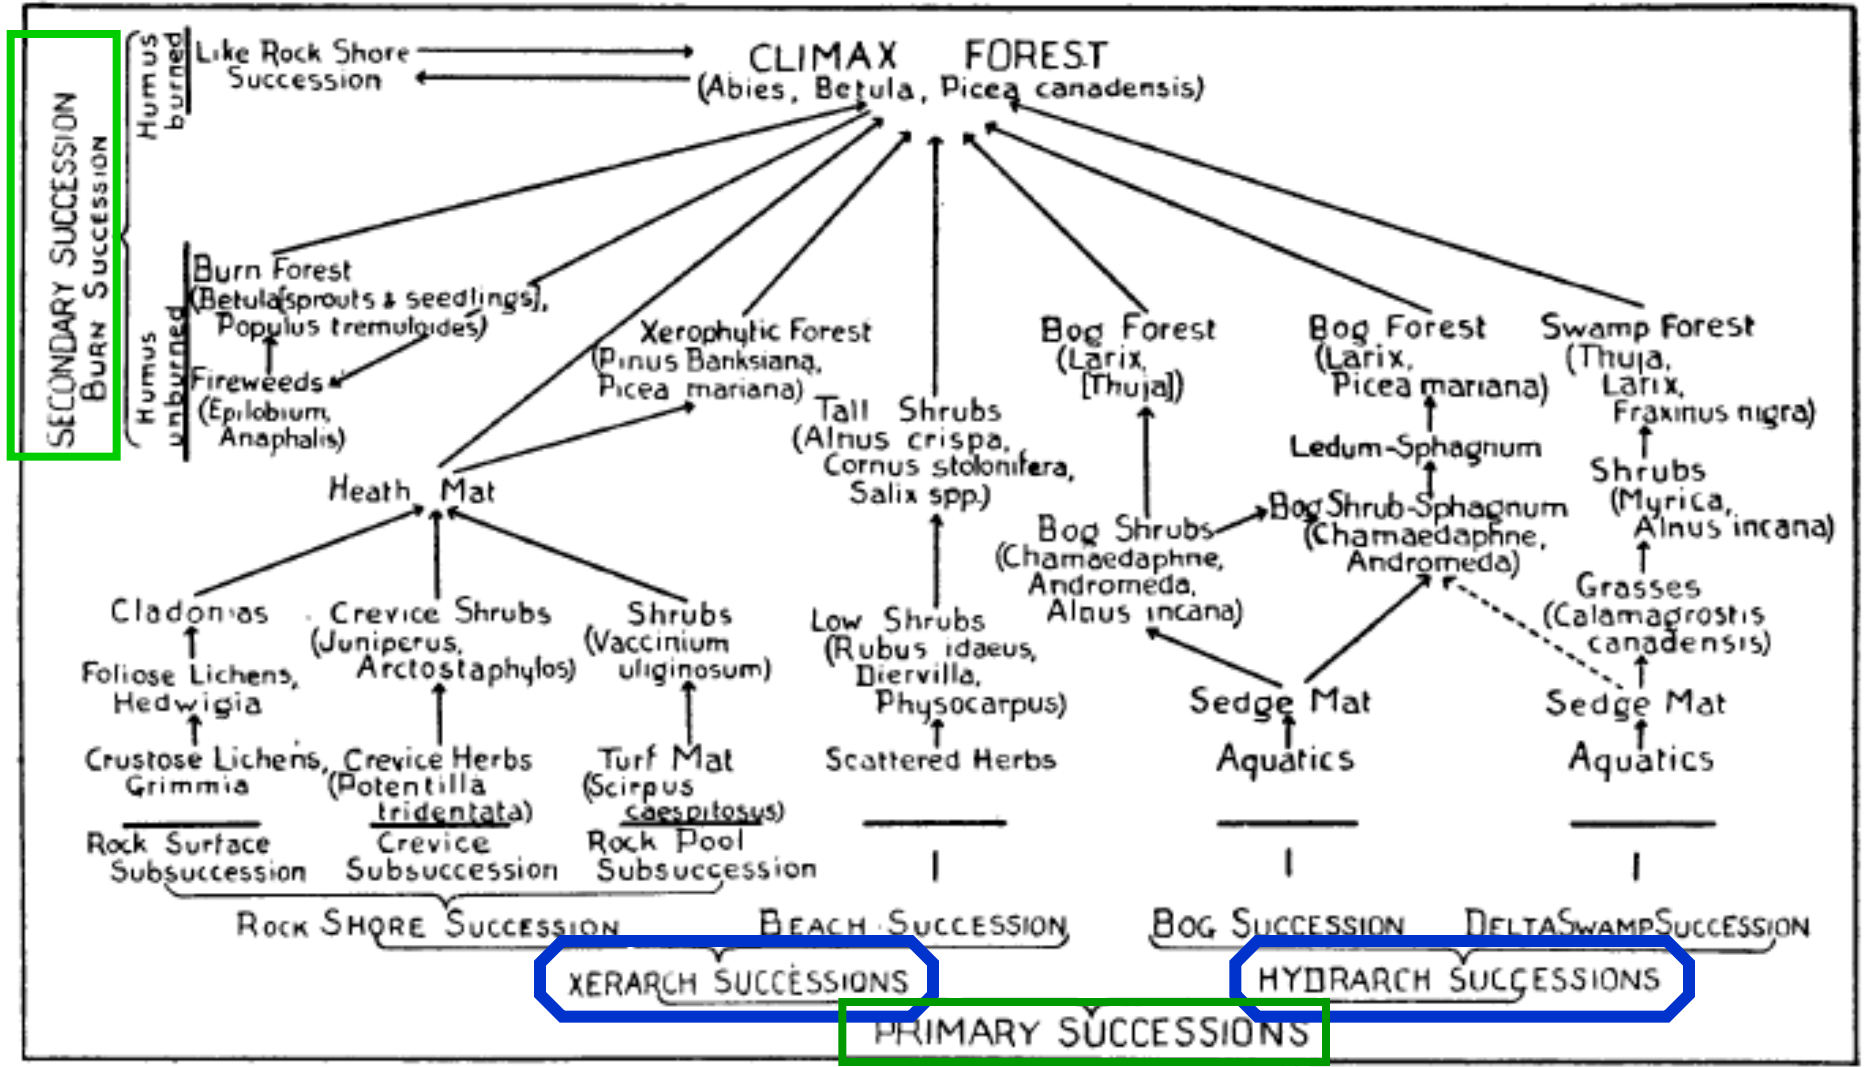 SECONDARY SUCCESSION
BURN SUCCESSION
Humus
burned
Like Rock Shore
Succession
CLIMAX FOREST
(Abies, Betula, Picea canadensis)
Humus
unburned
Burn Forest
(Betula[sprouts & seedlings],
Populus tremuloides)
Fireweeds
(Epilobium,
Anaphalis)
Xerophytic Forest
(Pinus Banksiana,
Picea mariana)
Heath Mat
Tall Shrubs
(Alnus crispa,
Cornus stolonifera,
Salix spp.)
Bog Forest
(Larix,
[Thuja])
Bog Forest
(Larix,
Picea mariana)
Swamp Forest
(Thuja,
Larix,
Fraxinus nigra)
Ledum-Sphagnum
Shrubs
(Myrica,
Alnus incana)
Bog Shrubs
(Chamaedaphne,
Andromeda,
Alnus incana)
Bog Shrub-Sphagnum
(Chamaedaphne,
Andromeda)
Grasses
(Calamagrostis
canadensis)
Cladonias
Crevice Shrubs
(Juniperus,
Arctostaphylos)
Shrubs
(Vaccinium
uliginosum)
Low Shrubs
(Rubus idaeus,
Diervilla,
Physocarpus)
Foliose Lichens,
Hedwigia
Sedge Mat
Sedge Mat
Crustose Lichens,
Grimmia
Crevice Herbs
(Potentilla
tridentata)
Turf Mat
(Scirpus
caespitosus)
Scattered Herbs
Aquatics
Aquatics
Rock Surface
Subsuccession
Crevice
Subsuccession
Rock Pool
Subsuccession
ROCK SHORE SUCCESSION
BEACH SUCCESSION
BOG SUCCESSION
DELTA SWAMP SUCCESSION
XERARCH SUCCESSIONS
HYDRARCH SUCCESSIONS
PRIMARY SUCCESSIONS